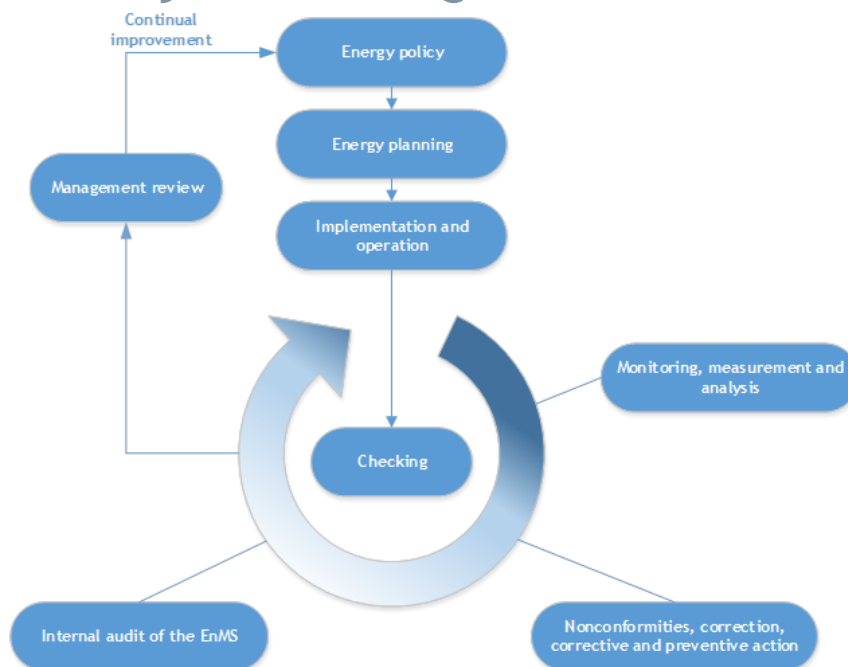 Continual
improvement
Energy policy
Energy planning
Management review
Implementation and
operation
Monitoring, measurement and
analysis
Checking
Internal audit of the EnMS
Nonconformities, correction,
corrective and preventive action